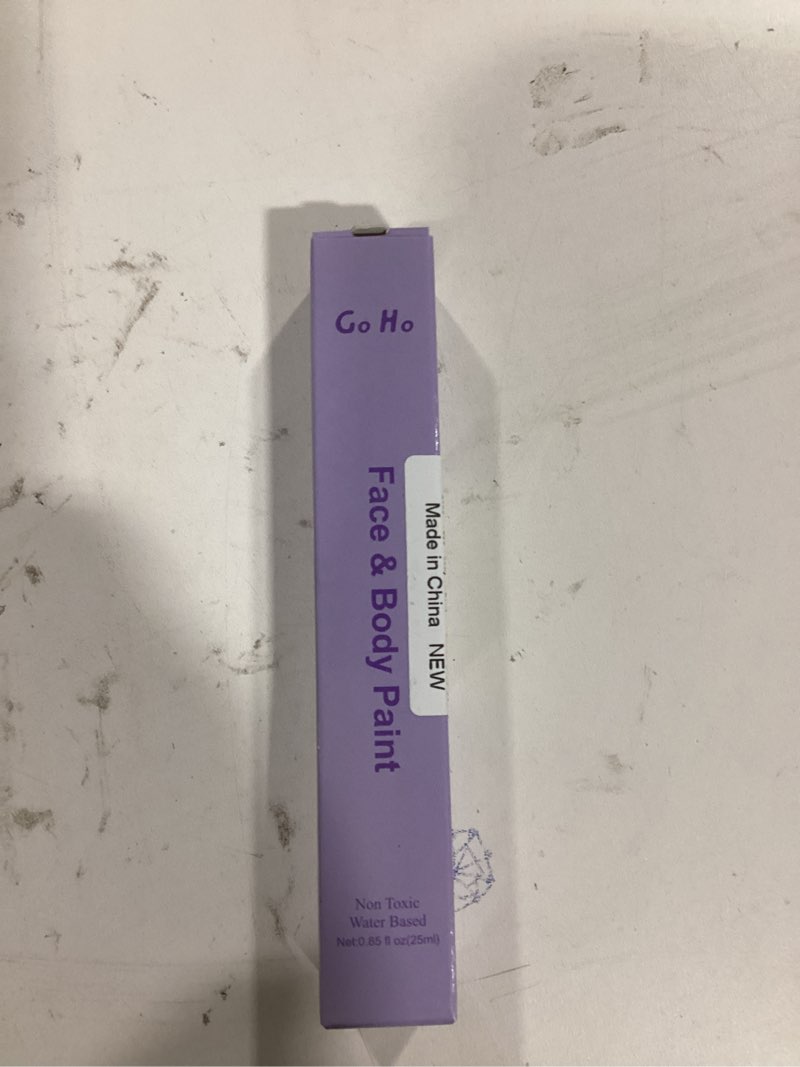 Go Ho
Face & Body Paint
Made in China NEW
Non Toxic
Water Based
Net:0.85 fl oz(25ml)